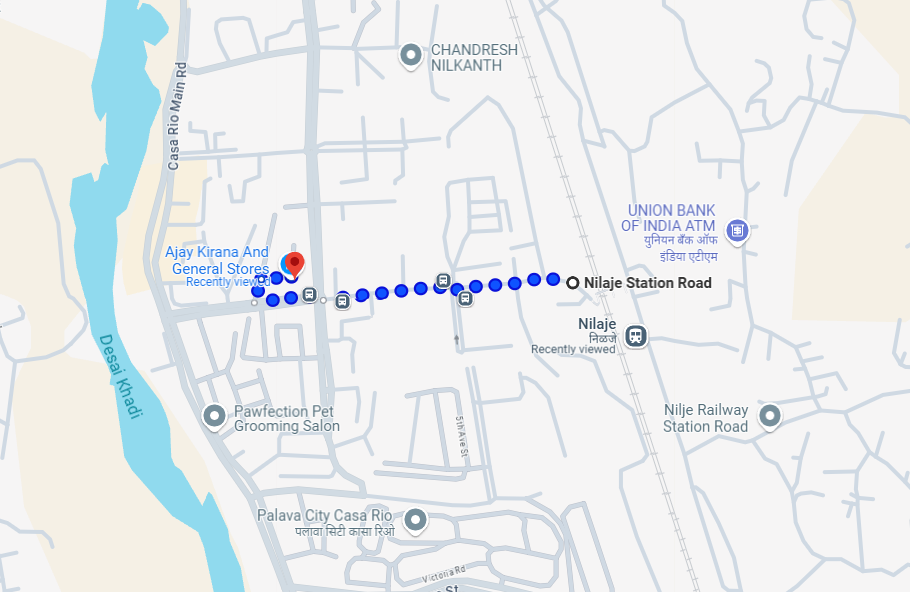 CHANDRESH
NILKANTH
Casa Rio Main Rd
UNION BANK
OF INDIA ATM
यूनियन बैंक ऑफ
इंडिया एटीएम
Ajay Kirana And
General Stores
Recently viewed
Nilaje Station Road
Nilaje
निळजे
Recently viewed
Desai Khadi
Pawfection Pet
Grooming Salon
Nilje Railway
Station Road
5th Ave St
Palava City Casa Rio
पलावा सिटी कासा रिओ
Victoria Rd
St